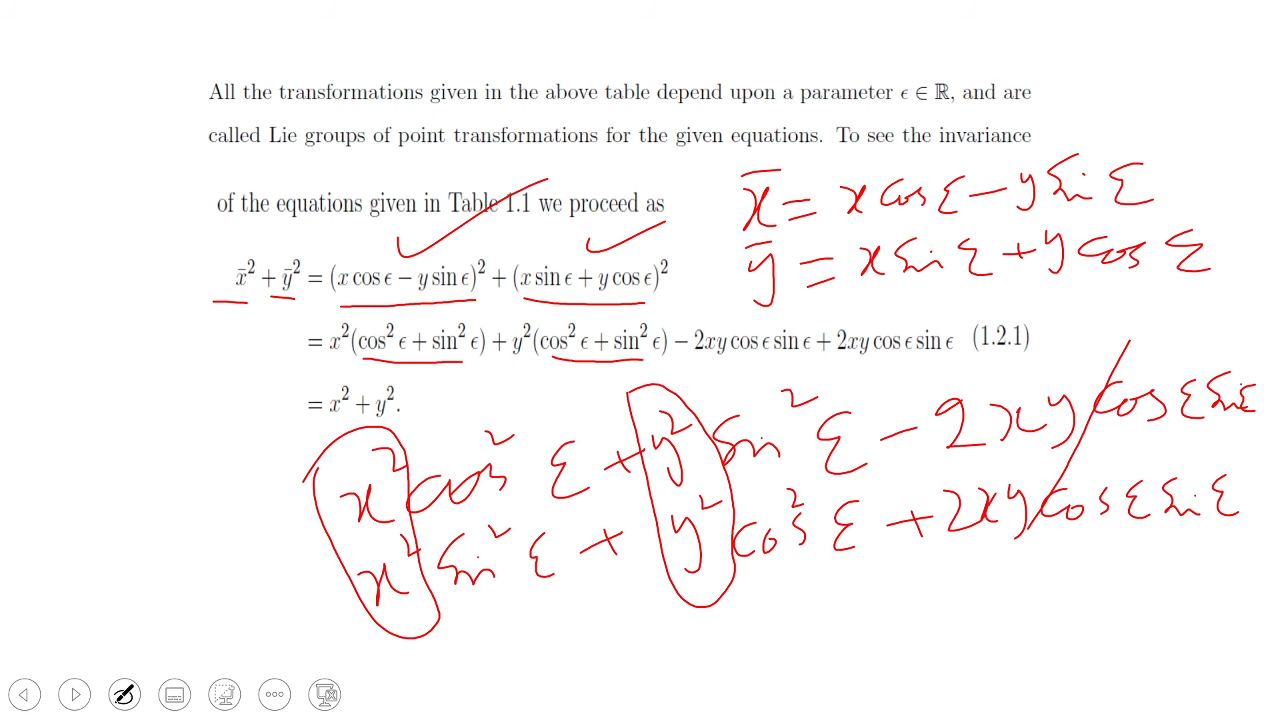 All the transformations given in the above table depend upon a parameter ϵ ∈ ℝ, and are
called Lie groups of point transformations for the given equations. To see the invariance
of the equations given in Table 1.1 we proceed as
x̄ = x cos ε − y sin ε
ȳ = x sin ε + y cos ε
x̄² + ȳ² = (x cos ϵ − y sin ϵ)² + (x sin ϵ + y cos ϵ)²
= x²(cos² ϵ + sin² ϵ) + y²(cos² ϵ + sin² ϵ) − 2xy cos ϵ sin ϵ + 2xy cos ϵ sin ϵ (1.2.1)
= x² + y².
x² cos² ε + y² sin² ε − 2xy cos ε sin ε
x² sin² ε + y² cos² ε + 2xy cos ε sin ε